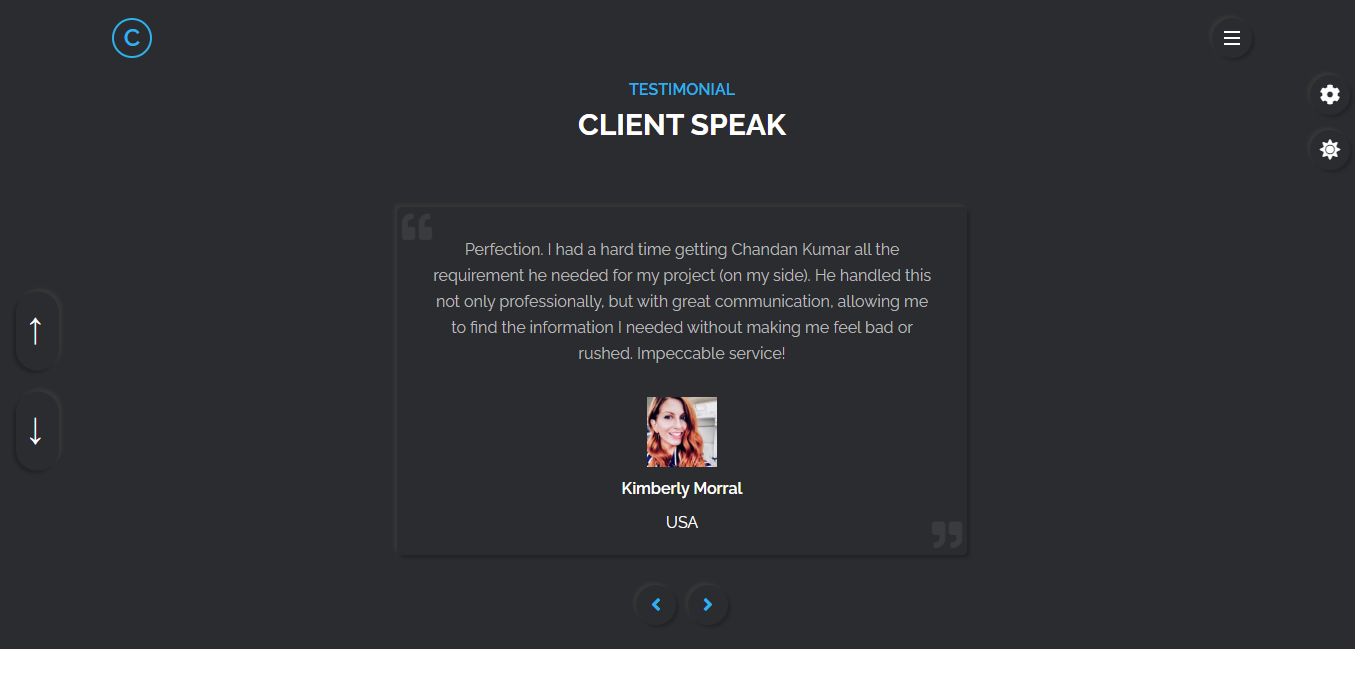 C
TESTIMONIAL
CLIENT SPEAK
Perfection. I had a hard time getting Chandan Kumar all the
requirement he needed for my project (on my side). He handled this
not only professionally, but with great communication, allowing me
to find the information I needed without making me feel bad or
rushed. Impeccable service!
Kimberly Morral
USA